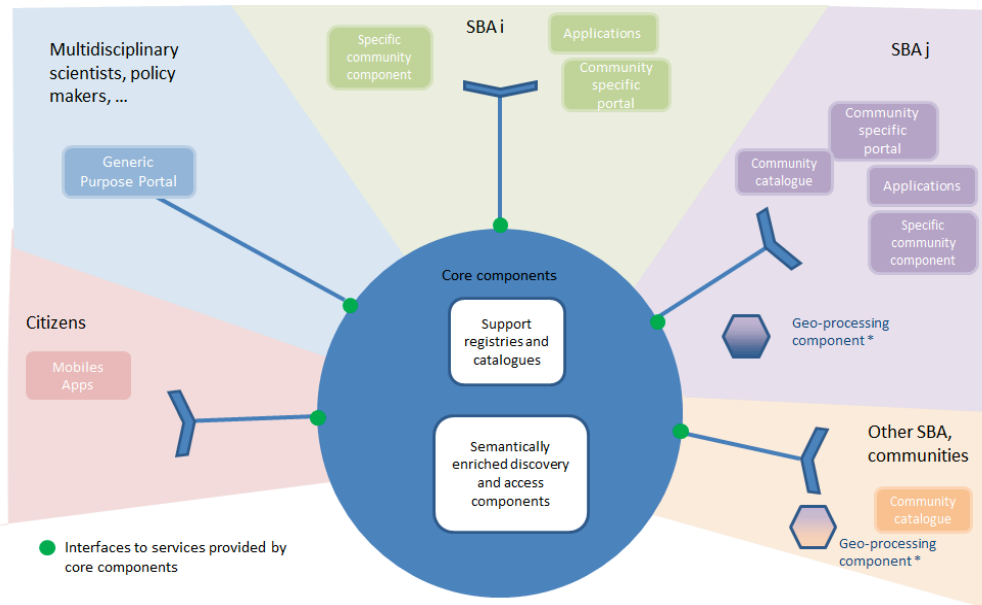 Multidisciplinary
scientists, policy
makers, ...
Generic
Purpose Portal
SBA i
Specific
community
component
Applications
Community
specific
portal
SBA j
Community
specific
portal
Community
catalogue
Applications
Specific
community
component
Geo-processing
component *
Citizens
Mobiles
Apps
Core components
Support
registries and
catalogues
Semantically
enriched discovery
and access
components
Other SBA,
communities
Community
catalogue
Geo-processing
component *
Interfaces to services provided by
core components